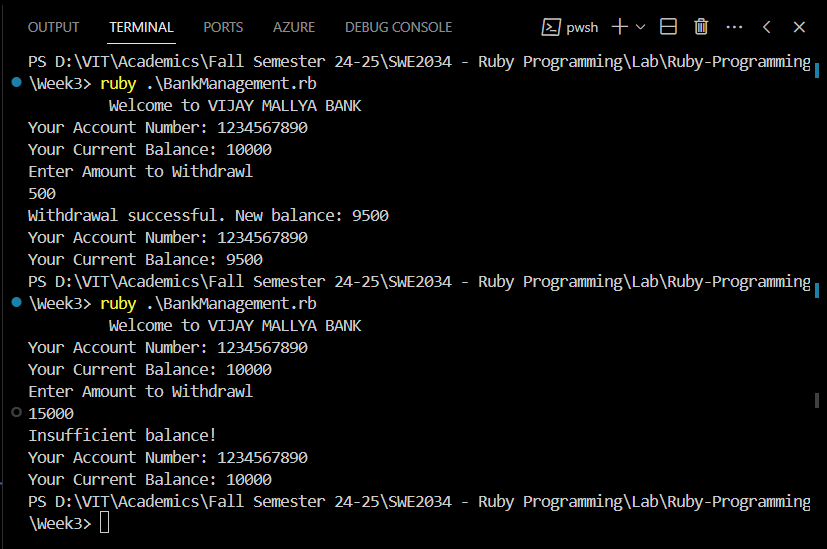 OUTPUT TERMINAL PORTS AZURE DEBUG CONSOLE pwsh
PS D:\VIT\Academics\Fall Semester 24-25\SWE2034 - Ruby Programming\Lab\Ruby-Programming
\Week3> ruby .\BankManagement.rb
Welcome to VIJAY MALLYA BANK
Your Account Number: 1234567890
Your Current Balance: 10000
Enter Amount to Withdrawl
500
Withdrawal successful. New balance: 9500
Your Account Number: 1234567890
Your Current Balance: 9500
PS D:\VIT\Academics\Fall Semester 24-25\SWE2034 - Ruby Programming\Lab\Ruby-Programming
\Week3> ruby .\BankManagement.rb
Welcome to VIJAY MALLYA BANK
Your Account Number: 1234567890
Your Current Balance: 10000
Enter Amount to Withdrawl
15000
Insufficient balance!
Your Account Number: 1234567890
Your Current Balance: 10000
PS D:\VIT\Academics\Fall Semester 24-25\SWE2034 - Ruby Programming\Lab\Ruby-Programming
\Week3>